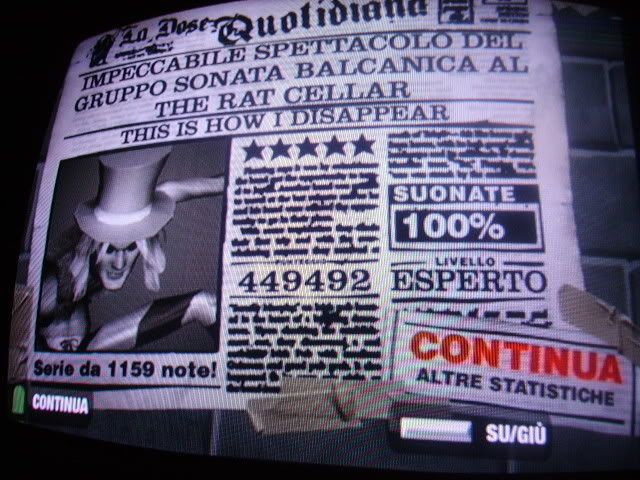 La Dose Quotidiana
IMPECCABILE SPETTACOLO DEL
GRUPPO SONATA BALCANICA AL
THE RAT CELLAR
THIS IS HOW I DISAPPEAR
SUONATE
100%
449492
LIVELLO
ESPERTO
Serie da 1159 note!
CONTINUA
ALTRE STATISTICHE
CONTINUA
SU/GIÙ